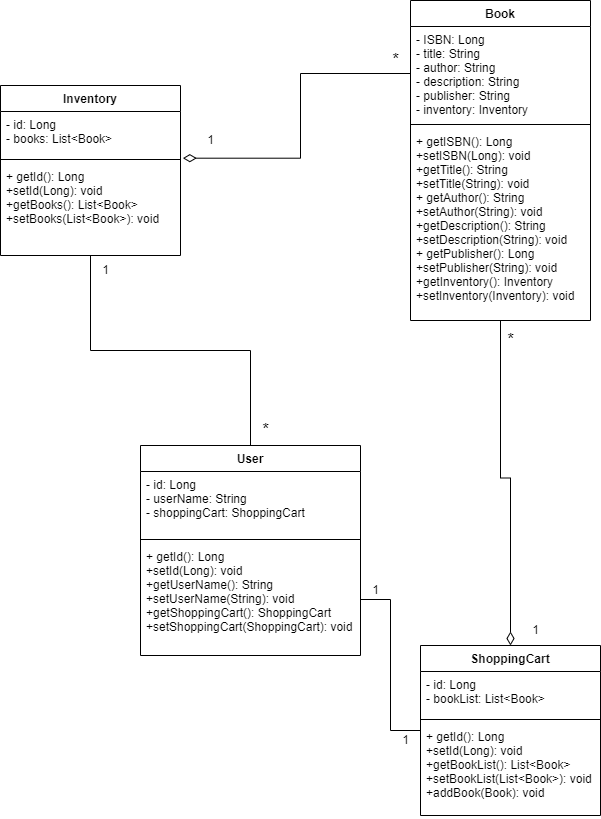 Book
- ISBN: Long
- title: String
- author: String
- description: String
- publisher: String
- inventory: Inventory
+ getISBN(): Long
+setISBN(Long): void
+getTitle(): String
+setTitle(String): void
+ getAuthor(): String
+setAuthor(String): void
+getDescription(): String
+setDescription(String): void
+ getPublisher(): Long
+setPublisher(String): void
+getInventory(): Inventory
+setInventory(Inventory): void
*
1
Inventory
- id: Long
- books: List<Book>
+ getId(): Long
+setId(Long): void
+getBooks(): List<Book>
+setBooks(List<Book>): void
1
*
*
User
- id: Long
- userName: String
- shoppingCart: ShoppingCart
+ getId(): Long
+setId(Long): void
+getUserName(): String
+setUserName(String): void
+getShoppingCart(): ShoppingCart
+setShoppingCart(ShoppingCart): void
1
1
1
ShoppingCart
- id: Long
- bookList: List<Book>
+ getId(): Long
+setId(Long): void
+getBookList(): List<Book>
+setBookList(List<Book>): void
+addBook(Book): void